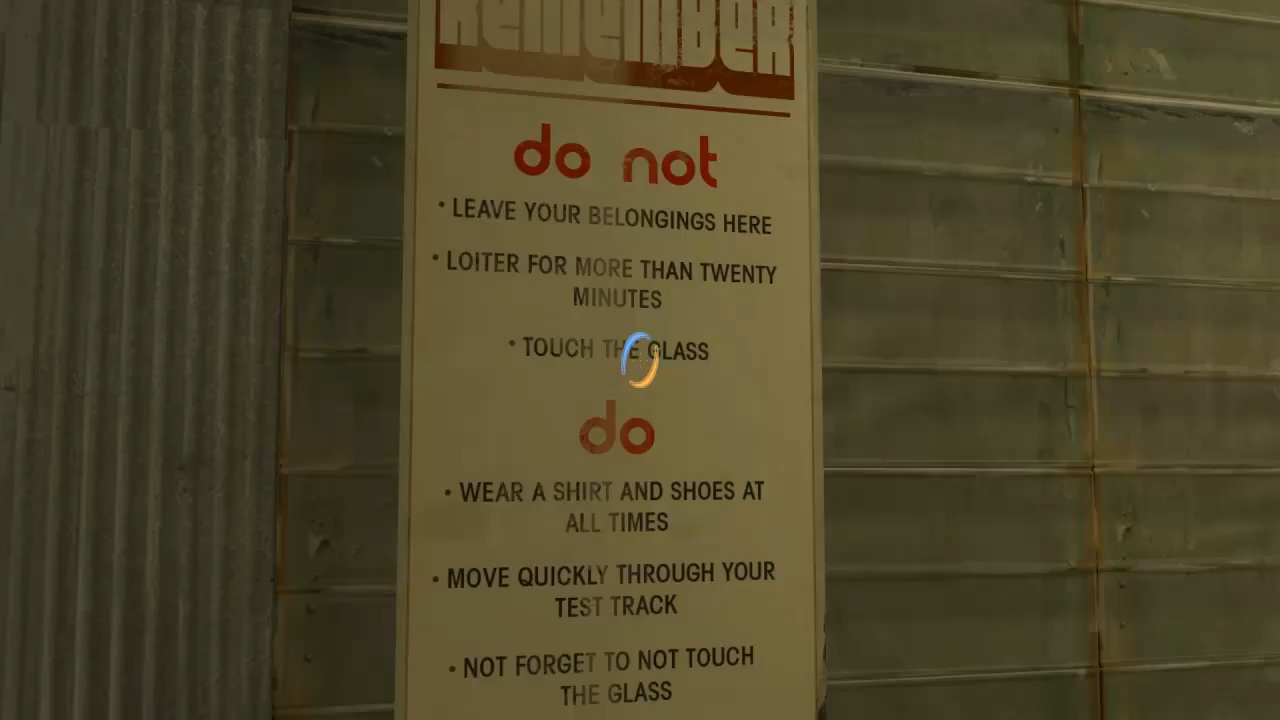 Remember
do not
• LEAVE YOUR BELONGINGS HERE
• LOITER FOR MORE THAN TWENTY
MINUTES
• TOUCH THE GLASS
do
• WEAR A SHIRT AND SHOES AT
ALL TIMES
• MOVE QUICKLY THROUGH YOUR
TEST TRACK
• NOT FORGET TO NOT TOUCH
THE GLASS